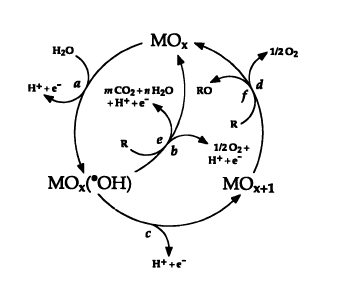 MOx
H₂O
1/2 O₂
a
d
H⁺ + e⁻
m CO₂ + n H₂O
+ H⁺ + e⁻
RO
f
R
R
e
b
1/2 O₂ +
H⁺ + e⁻
MOx(•OH)
MOx+1
c
H⁺ + e⁻